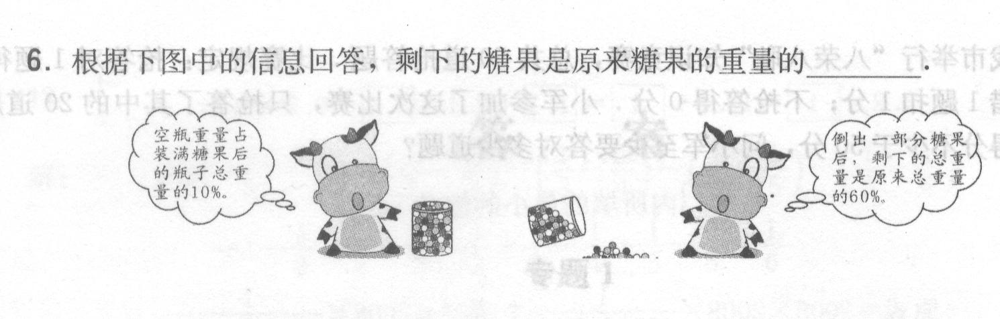 6. 根据下图中的信息回答，剩下的糖果是原来糖果的重量的________.
空瓶重量占
装满糖果后
的瓶子总重
量的10%。
倒出一部分糖果
后，剩下的总重
量是原来总重量
的60%。